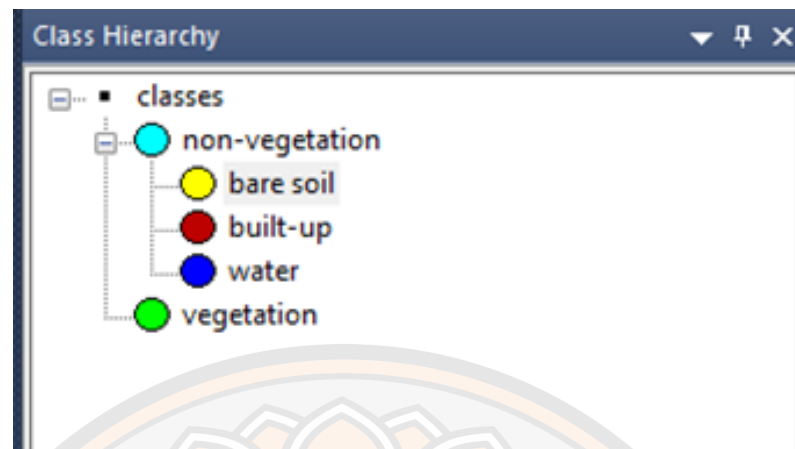 Class Hierarchy
classes
non-vegetation
bare soil
built-up
water
vegetation